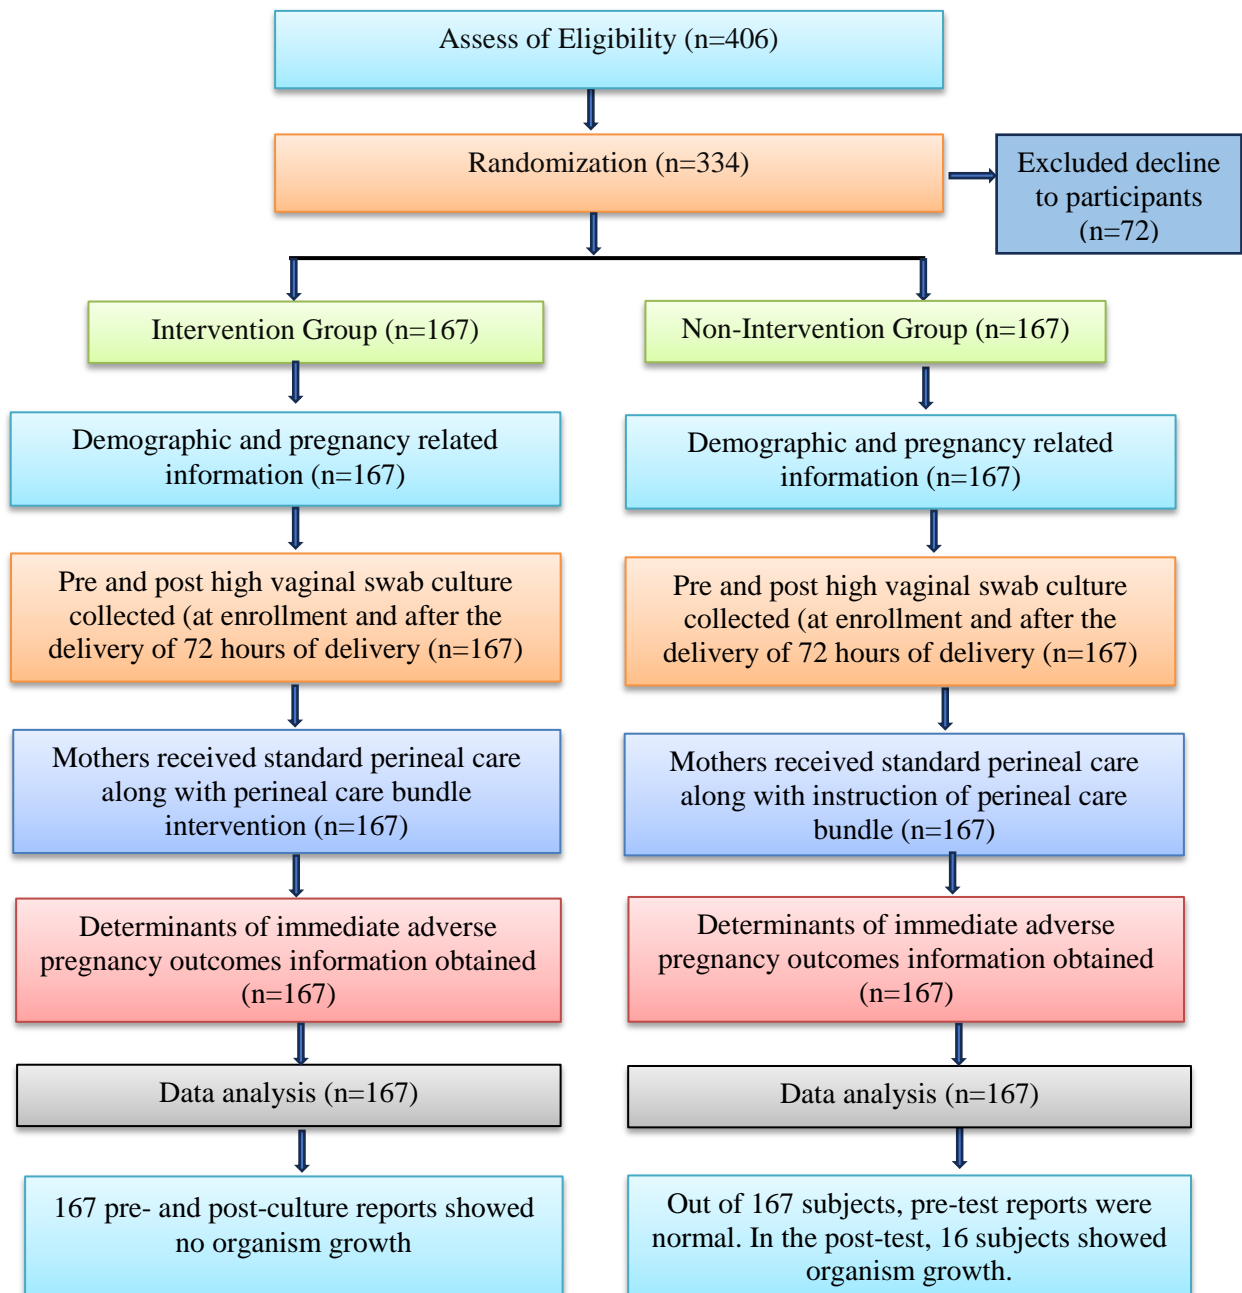 Assess of Eligibility (n=406)
Randomization (n=334)
Excluded decline
to participants
(n=72)
Intervention Group (n=167)
Non-Intervention Group (n=167)
Demographic and pregnancy related
information (n=167)
Demographic and pregnancy related
information (n=167)
Pre and post high vaginal swab culture
collected (at enrollment and after the
delivery of 72 hours of delivery (n=167)
Pre and post high vaginal swab culture
collected (at enrollment and after the
delivery of 72 hours of delivery (n=167)
Mothers received standard perineal care
along with perineal care bundle
intervention (n=167)
Mothers received standard perineal care
along with instruction of perineal care
bundle (n=167)
Determinants of immediate adverse
pregnancy outcomes information obtained
(n=167)
Determinants of immediate adverse
pregnancy outcomes information obtained
(n=167)
Data analysis (n=167)
Data analysis (n=167)
167 pre- and post-culture reports showed
no organism growth
Out of 167 subjects, pre-test reports were
normal. In the post-test, 16 subjects showed
organism growth.